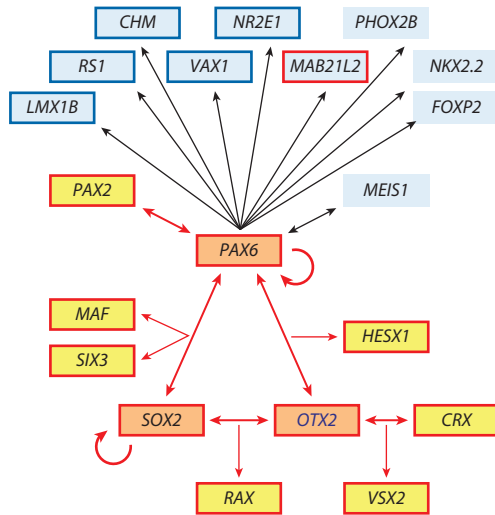 CHM
NR2E1
PHOX2B
RS1
VAX1
MAB21L2
NKX2.2
LMX1B
FOXP2
PAX2
MEIS1
PAX6
MAF
HESX1
SIX3
SOX2
OTX2
CRX
RAX
VSX2